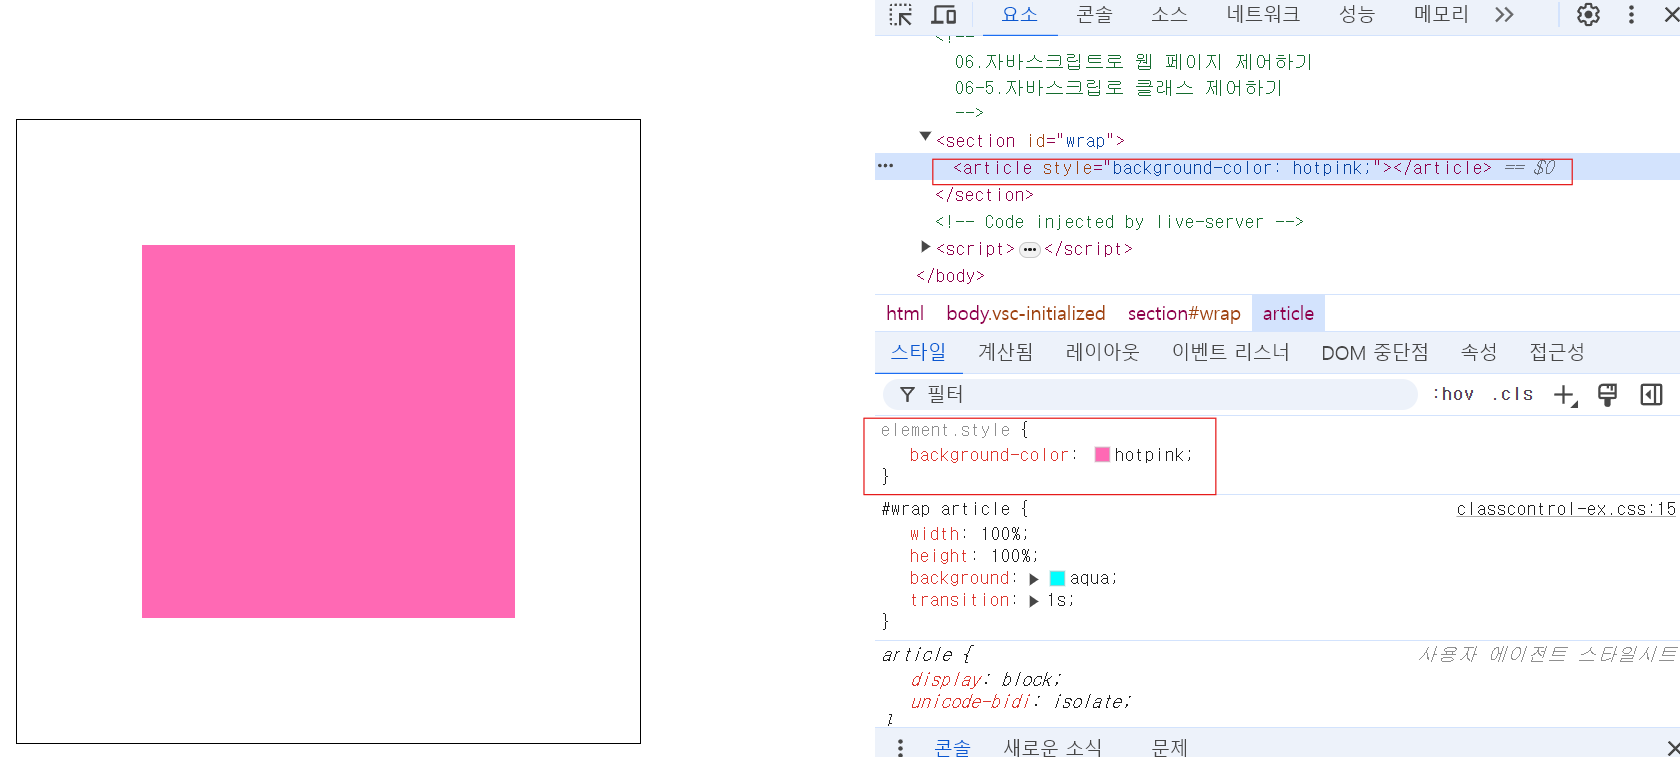 요소 콘솔 소스 네트워크 성능 메모리
<!--
06.자바스크립트로 웹 페이지 제어하기
06-5.자바스크립로 클래스 제어하기
-->
<section id="wrap">
<article style="background-color: hotpink;"></article> == $0
</section>
<!-- Code injected by live-server -->
<script>…</script>
</body>
html body.vsc-initialized section#wrap article
스타일 계산됨 레이아웃 이벤트 리스너 DOM 중단점 속성 접근성
필터 :hov .cls
element.style {
background-color: hotpink;
}
#wrap article { classcontrol-ex.css:15
width: 100%;
height: 100%;
background: aqua;
transition: 1s;
}
article { 사용자 에이전트 스타일시트
display: block;
unicode-bidi: isolate;
}
콘솔 새로운 소식 문제